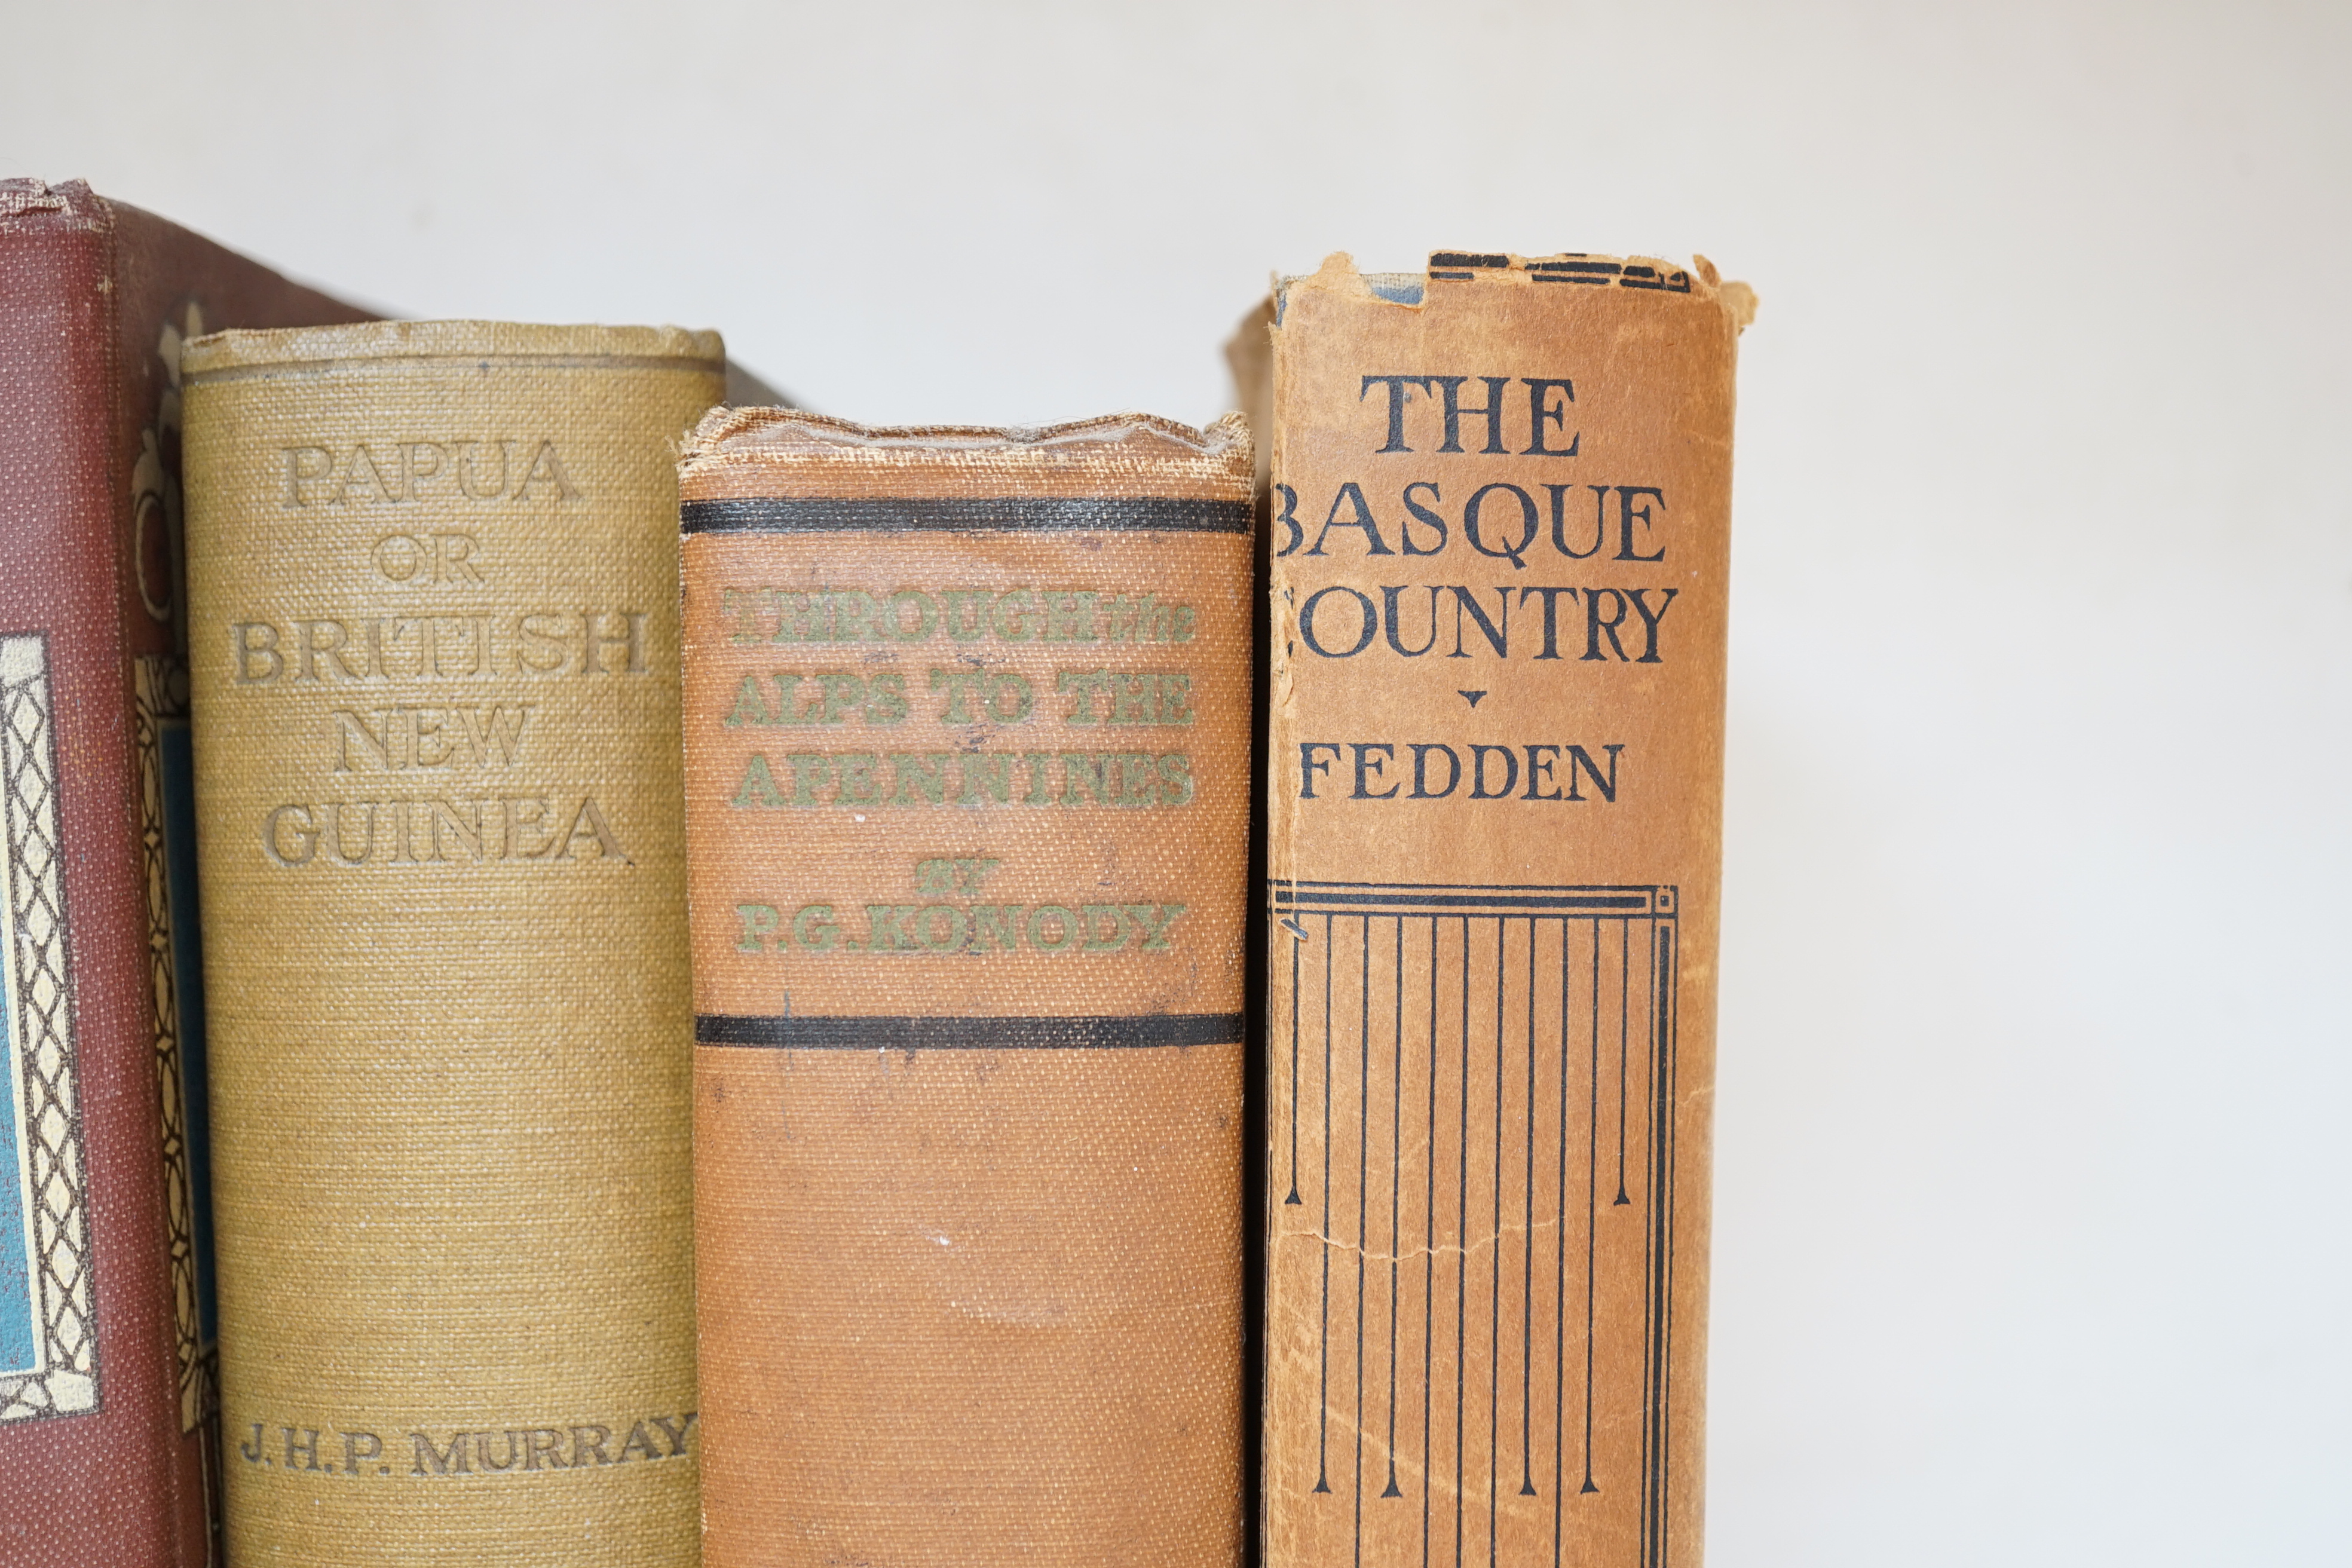 PAPUA
OR
BRITISH
NEW
GUINEA
J.H.P. MURRAY
THROUGH the
ALPS TO THE
APENNINES
BY
P.G. KONODY
THE
BASQUE
COUNTRY
FEDDEN